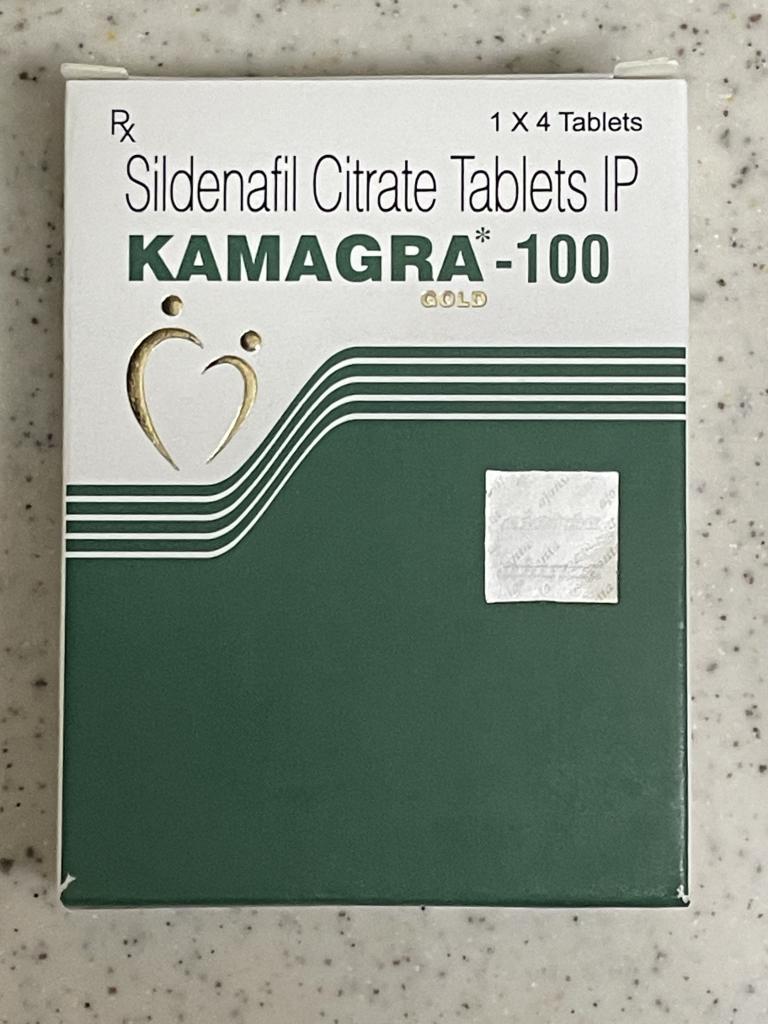 Rx
1 X 4 Tablets
Sildenafil Citrate Tablets IP
KAMAGRA*-100
GOLD